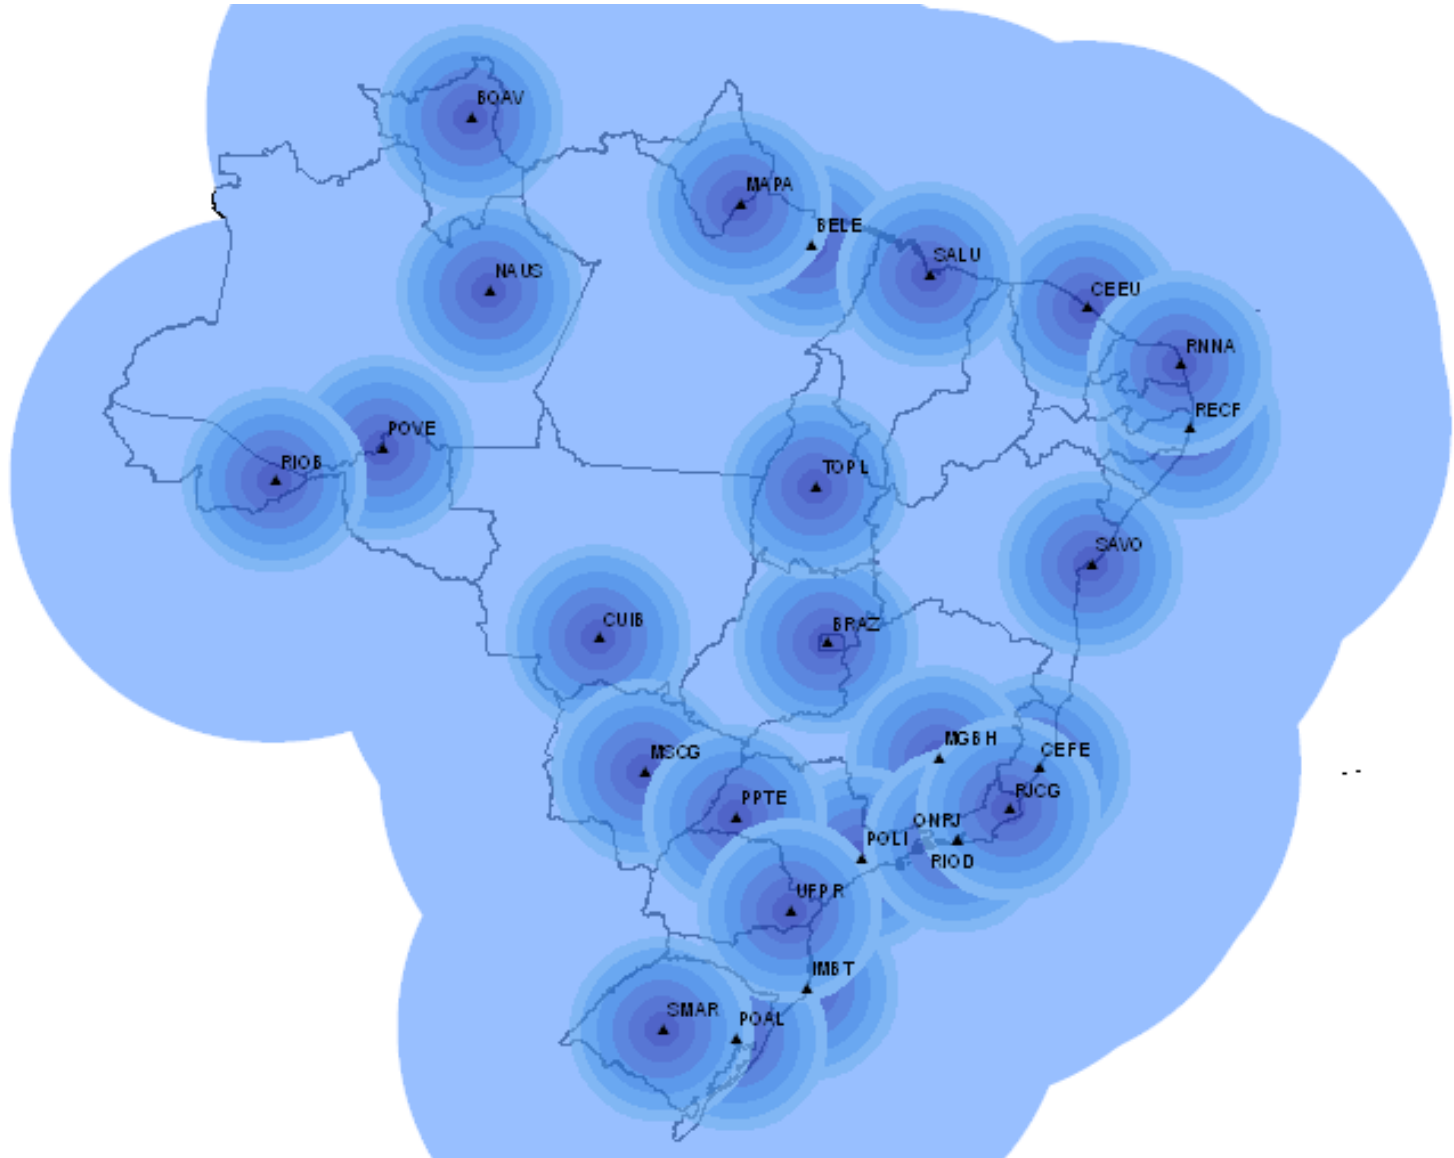 BOAV
MAPA
BELE
SALU
NAUS
CEEU
RNNA
RECF
POVE
RIOB
TOPL
SAVO
CUIB
BRAZ
MGBH
CEFE
MSCG
PPTE
RJCG
ONRJ
POLI
RIOD
UFPR
IMBT
SMAR
POAL